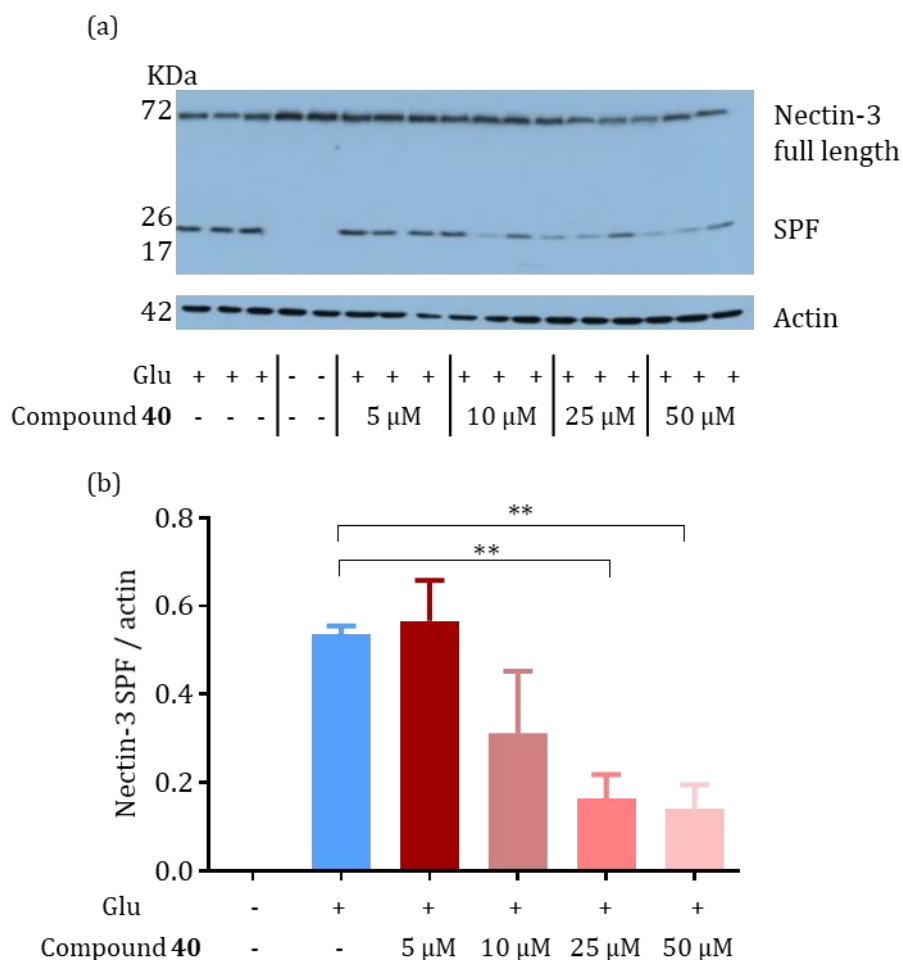 (a)
KDa
72
Nectin-3
full length
26
SPF
17
42
Actin
Glu + + + - - + + + + + + + + + + + +
Compound 40 - - - - - 5 µM 10 µM 25 µM 50 µM
(b)
0.8
**
**
0.6
0.4
0.2
0.0
Nectin-3 SPF / actin
Glu - + + + + +
Compound 40 - - 5 µM 10 µM 25 µM 50 µM